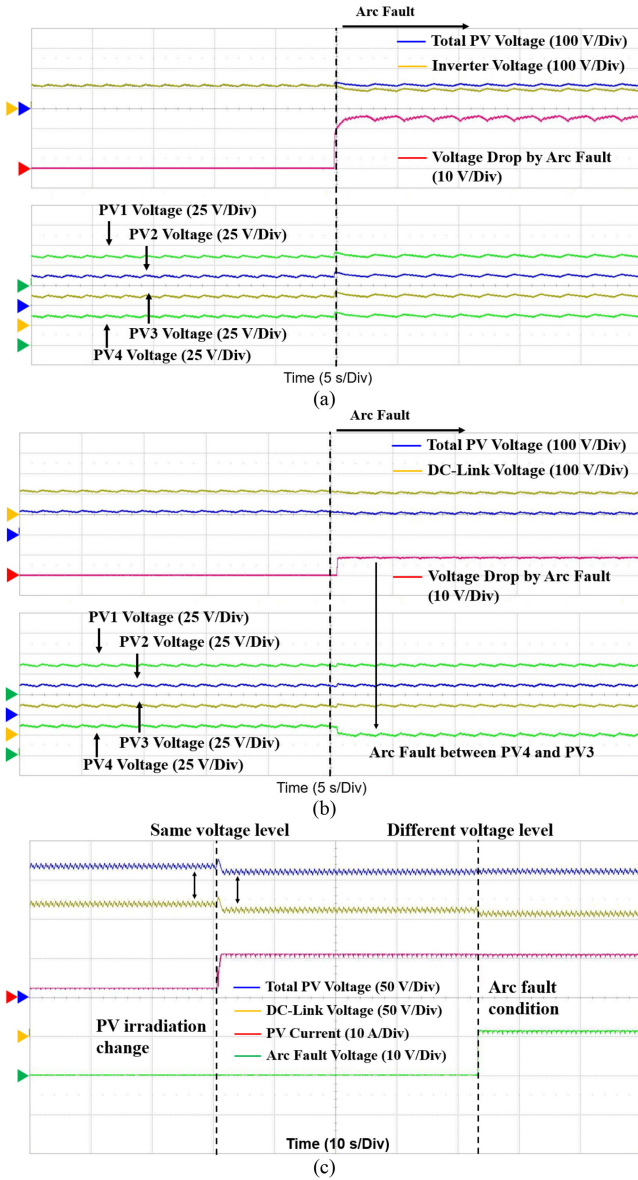 Arc Fault
Total PV Voltage (100 V/Div)
Inverter Voltage (100 V/Div)
Voltage Drop by Arc Fault
(10 V/Div)
PV1 Voltage (25 V/Div)
PV2 Voltage (25 V/Div)
PV3 Voltage (25 V/Div)
PV4 Voltage (25 V/Div)
Time (5 s/Div)
(a)
Arc Fault
Total PV Voltage (100 V/Div)
DC-Link Voltage (100 V/Div)
Voltage Drop by Arc Fault
(10 V/Div)
PV1 Voltage (25 V/Div)
PV2 Voltage (25 V/Div)
PV3 Voltage (25 V/Div)
PV4 Voltage (25 V/Div)
Arc Fault between PV4 and PV3
Time (5 s/Div)
(b)
Same voltage level
Different voltage level
Total PV Voltage (50 V/Div)
DC-Link Voltage (50 V/Div)
PV Current (10 A/Div)
Arc Fault Voltage (10 V/Div)
PV irradiation
change
Arc fault
condition
Time (10 s/Div)
(c)